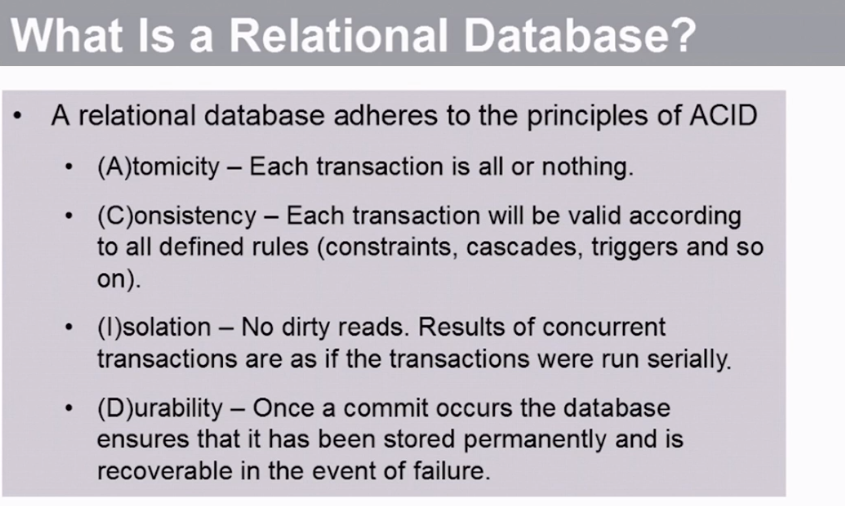 What Is a Relational Database?
• A relational database adheres to the principles of ACID
• (A)tomicity – Each transaction is all or nothing.
• (C)onsistency – Each transaction will be valid according
to all defined rules (constraints, cascades, triggers and so
on).
• (I)solation – No dirty reads. Results of concurrent
transactions are as if the transactions were run serially.
• (D)urability – Once a commit occurs the database
ensures that it has been stored permanently and is
recoverable in the event of failure.